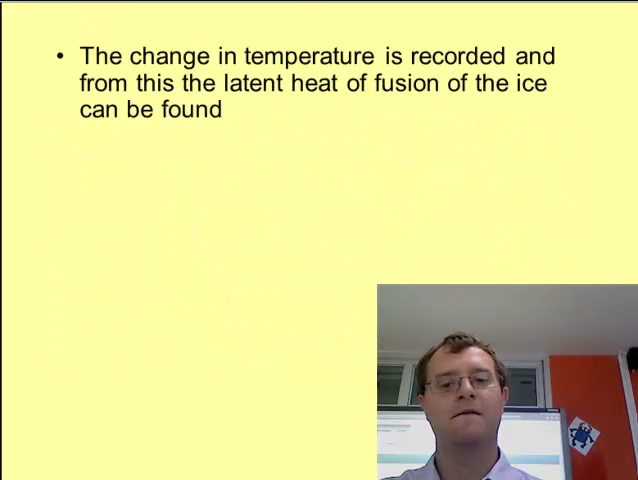 • The change in temperature is recorded and
from this the latent heat of fusion of the ice
can be found